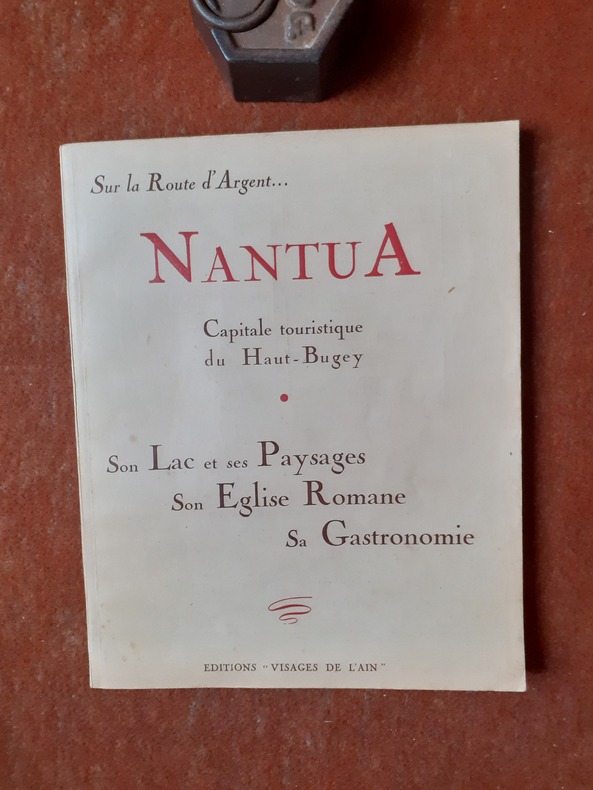 Sur la Route d'Argent...
NANTUA
Capitale touristique
du Haut-Bugey
Son Lac et ses Paysages
Son Eglise Romane
Sa Gastronomie
EDITIONS "VISAGES DE L'AIN"